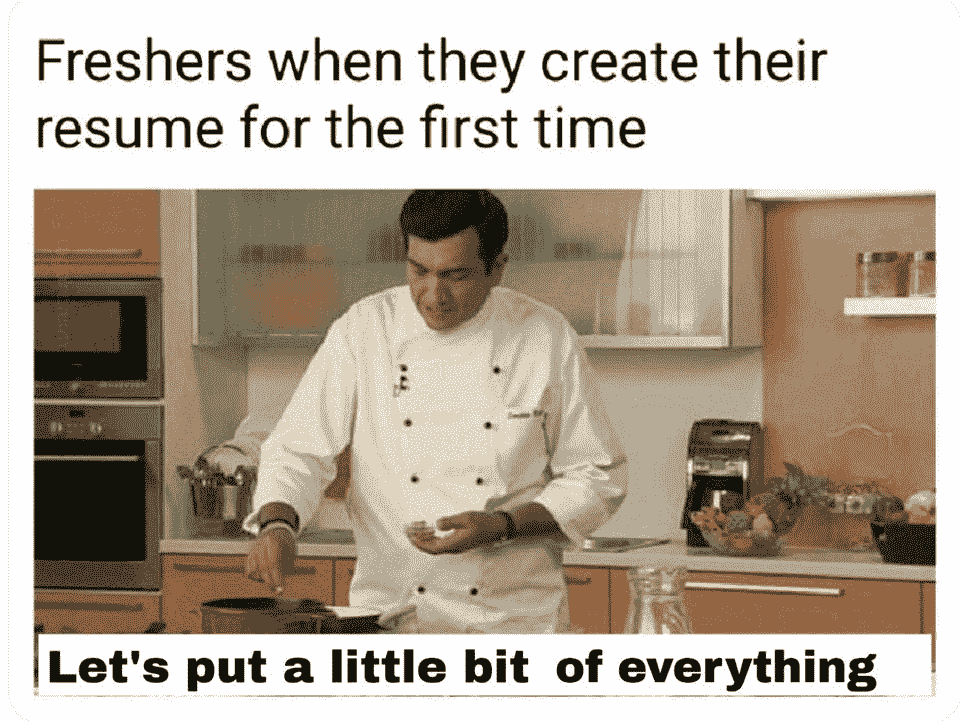 Freshers when they create their
resume for the first time
Let's put a little bit of everything